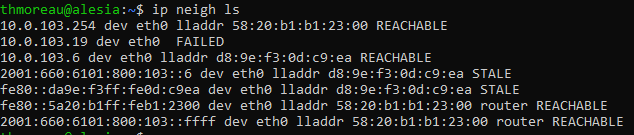 thmoreau@alesia:~$ ip neigh ls
10.0.103.254 dev eth0 lladdr 58:20:b1:b1:23:00 REACHABLE
10.0.103.19 dev eth0  FAILED
10.0.103.6 dev eth0 lladdr d8:9e:f3:0d:c9:ea REACHABLE
2001:660:6101:800:103::6 dev eth0 lladdr d8:9e:f3:0d:c9:ea STALE
fe80::da9e:f3ff:fe0d:c9ea dev eth0 lladdr d8:9e:f3:0d:c9:ea STALE
fe80::5a20:b1ff:feb1:2300 dev eth0 lladdr 58:20:b1:b1:23:00 router REACHABLE
2001:660:6101:800:103::ffff dev eth0 lladdr 58:20:b1:b1:23:00 router REACHABLE